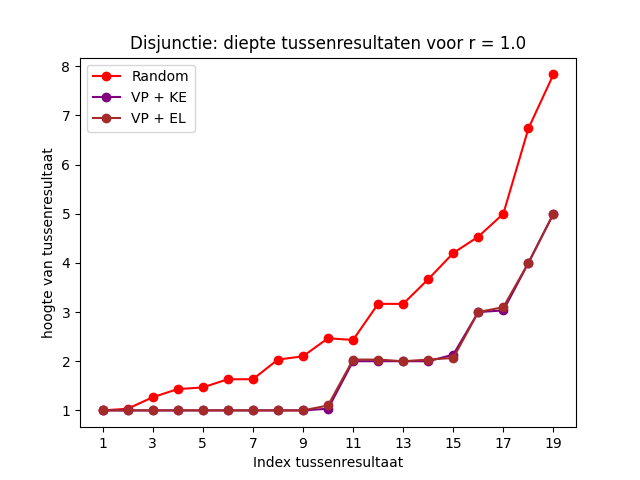 Disjunctie: diepte tussenresultaten voor r = 1.0
Random
VP + KE
VP + EL
hoogte van tussenresultaat
8
7
6
5
4
3
2
1
1 3 5 7 9 11 13 15 17 19
Index tussenresultaat